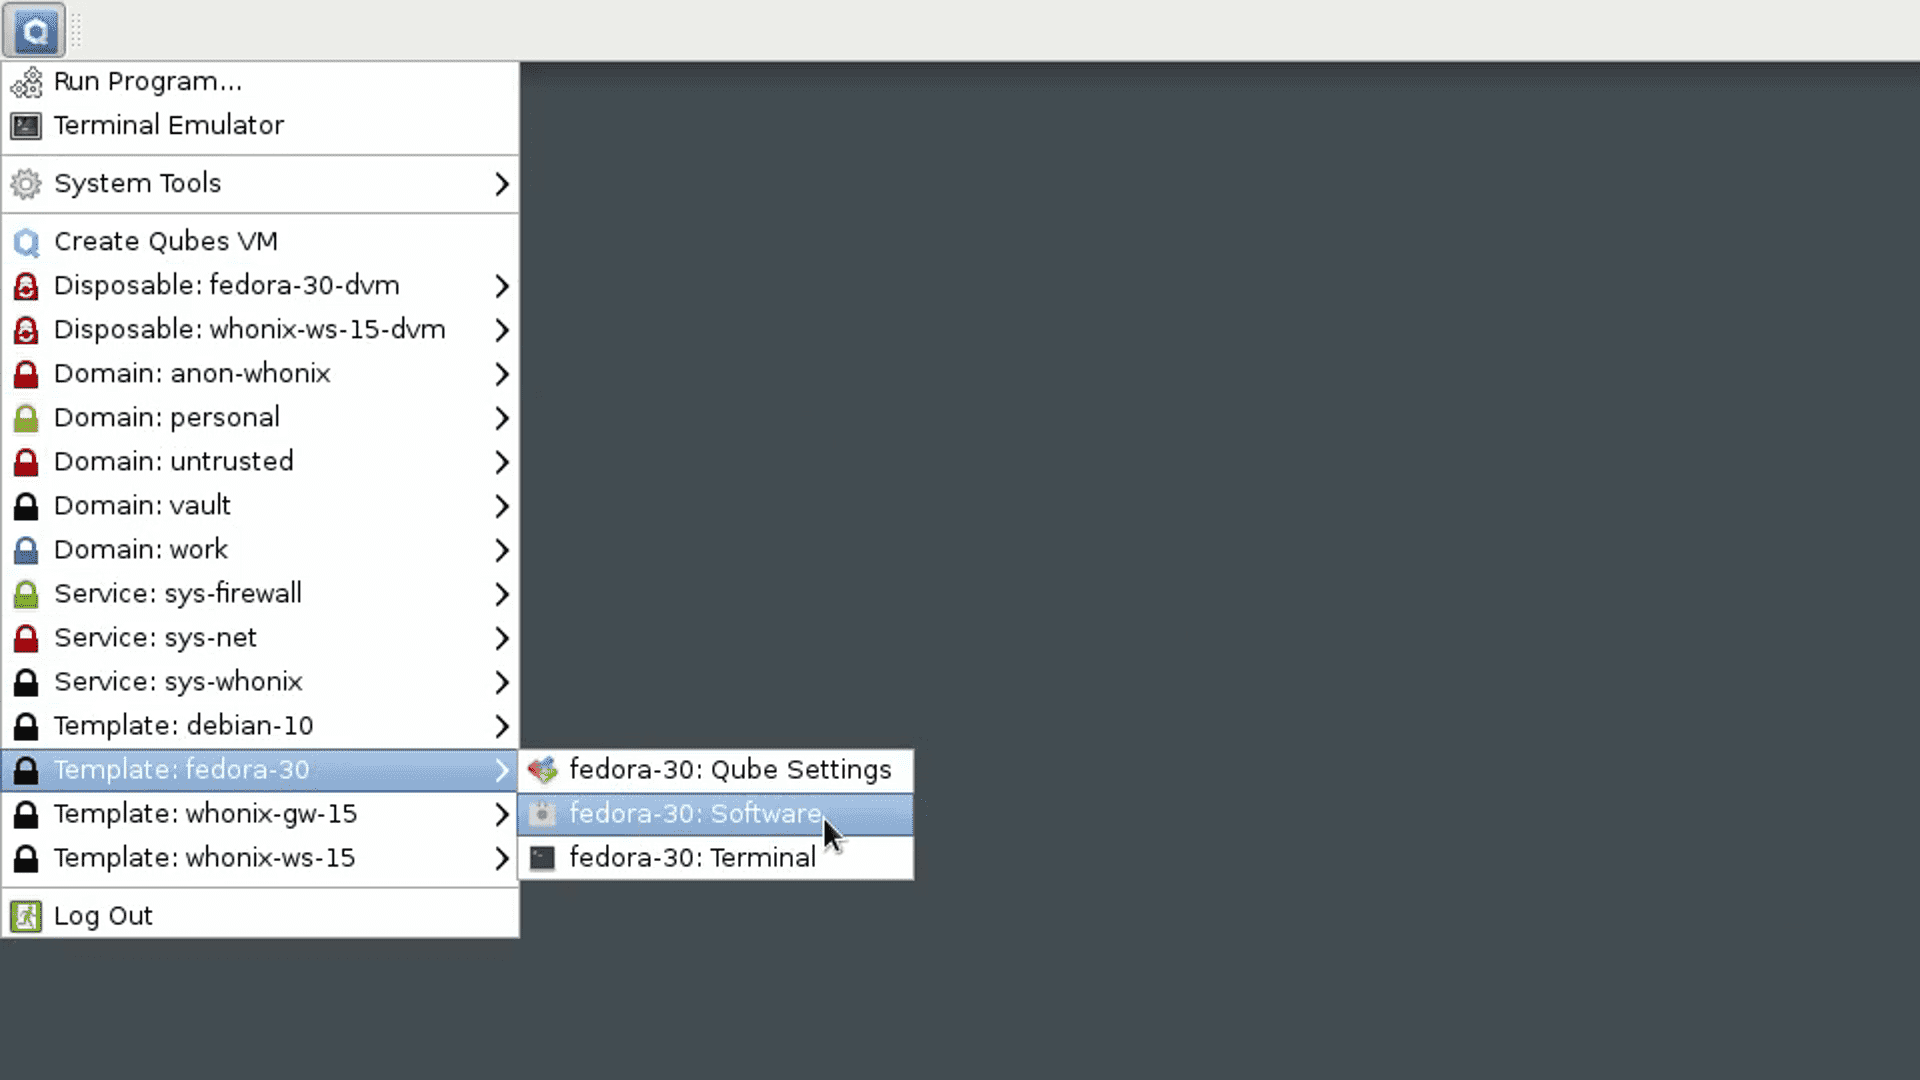 Run Program...
Terminal Emulator
System Tools
Create Qubes VM
Disposable: fedora-30-dvm
Disposable: whonix-ws-15-dvm
Domain: anon-whonix
Domain: personal
Domain: untrusted
Domain: vault
Domain: work
Service: sys-firewall
Service: sys-net
Service: sys-whonix
Template: debian-10
Template: fedora-30
Template: whonix-gw-15
Template: whonix-ws-15
Log Out
fedora-30: Qube Settings
fedora-30: Software
fedora-30: Terminal